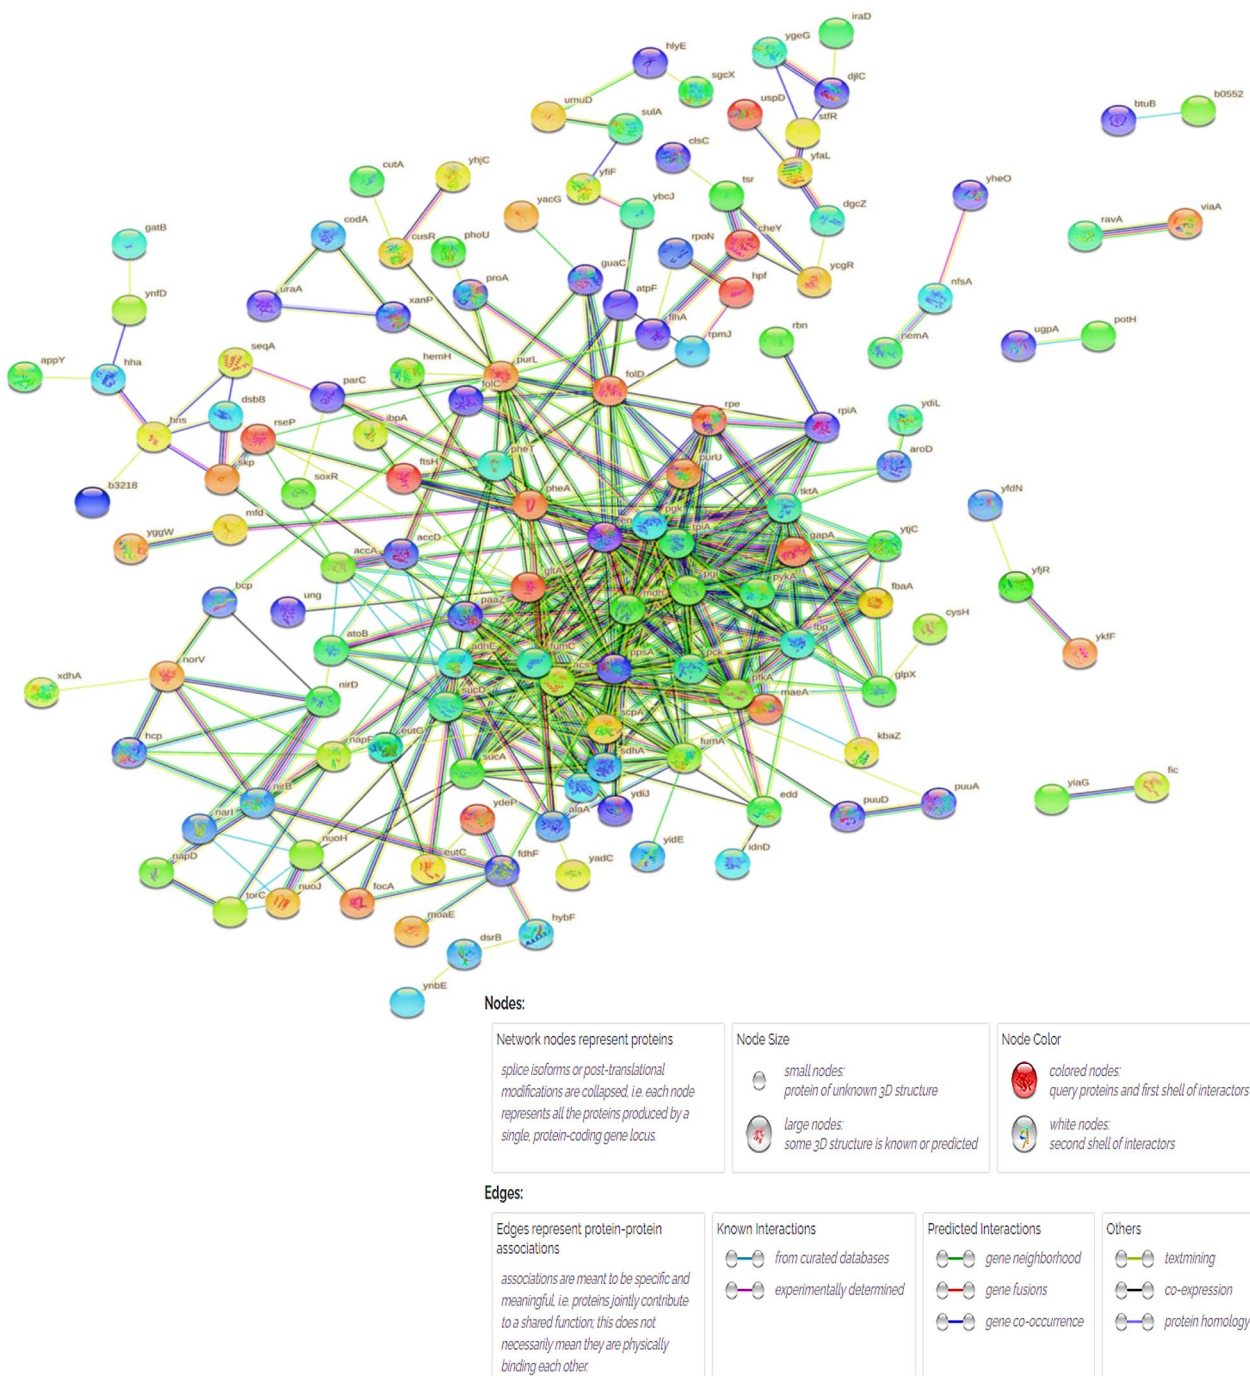 iraD
ygeG
hlyE
djlC
sgcX
uspD
umuD
sulA
stfR
btuB
b0552
clsC
yhjC
cutA
yfiF
yfaL
tsr
yheO
yacG
ybcJ
dgcZ
viaA
ravA
codA
gatB
cusR
phoU
rpoN
cheY
guaC
hpf
ycgR
proA
atpF
uraA
xanP
nfsA
ynfD
flhA
rpmJ
nemA
ugpA
potH
rbn
seqA
hemH
purL
appY
hha
parC
folC
folD
dsbB
rpe
rpiA
ydiL
hns
rseP
ibpA
pheT
aroD
skp
ftsH
purU
b3218
soxR
pheA
tktA
yfdN
mfd
pgk
yggW
tpiA
gapA
ytjC
accA
accD
gltA
pgi
pykA
fbaA
yfjR
bcp
ung
paaZ
mdh
cysH
atoB
adhE
fumC
fbp
ykfF
norV
acs
ppsA
pck
xdhA
nirD
sucD
pfkA
maeA
glpX
hcp
napF
eutG
scpA
kbaZ
sucA
sdhA
fumA
nirB
narI
ydeP
alaA
ydiJ
edd
puuD
puuA
yiaG
fic
nuoH
eutC
fdhF
yadC
yidE
idnD
napD
torC
nuoJ
focA
moaE
hybF
dsrB
ynbE
Nodes:
Network nodes represent proteins
splice isoforms or post-translational
modifications are collapsed, i.e. each node
represents all the proteins produced by a
single, protein-coding gene locus.
Node Size
small nodes:
protein of unknown 3D structure
large nodes:
some 3D structure is known or predicted
Node Color
colored nodes:
query proteins and first shell of interactors
white nodes:
second shell of interactors
Edges:
Edges represent protein-protein
associations
associations are meant to be specific and
meaningful, i.e. proteins jointly contribute
to a shared function; this does not
necessarily mean they are physically
binding each other.
Known Interactions
from curated databases
experimentally determined
Predicted Interactions
gene neighborhood
gene fusions
gene co-occurrence
Others
textmining
co-expression
protein homology